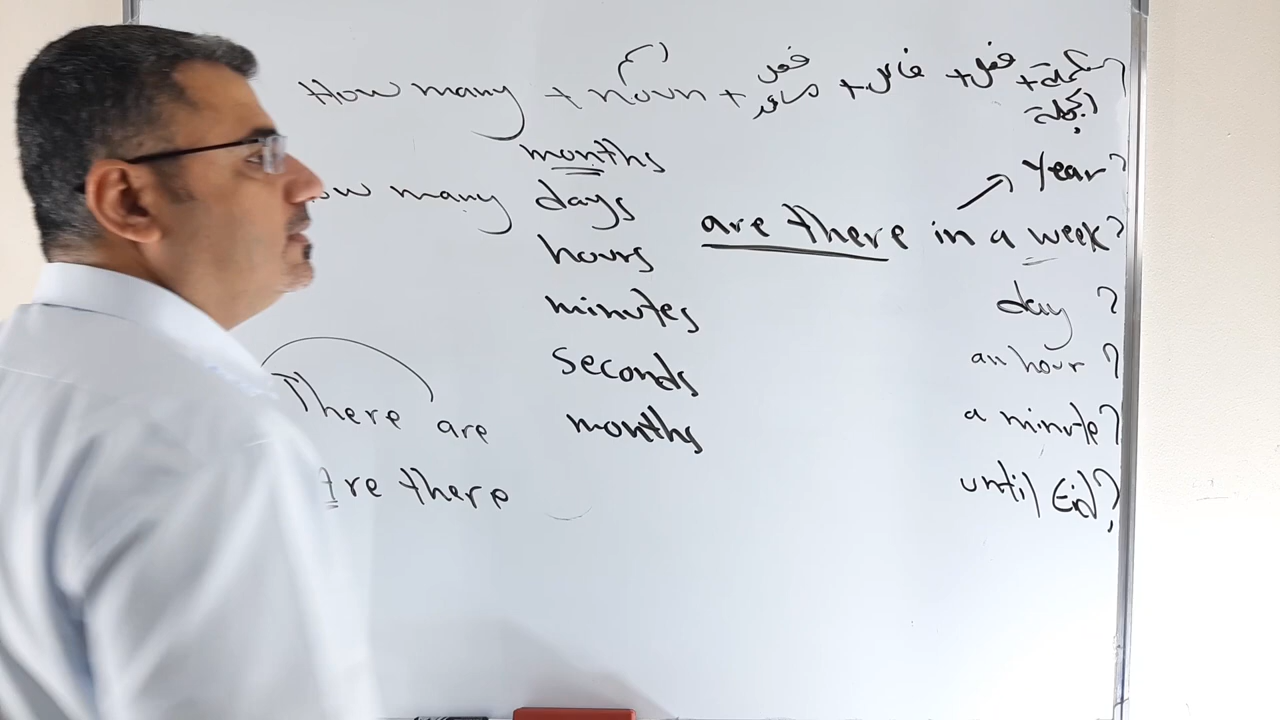 How many + noun (ج) + فعل مساعد + فاعل + فعل + تكملة الجملة ?
months year?
ow many days are there in a week?
hours day ?
minutes an hour ?
seconds a minute?
There are months until Eid?
Are there